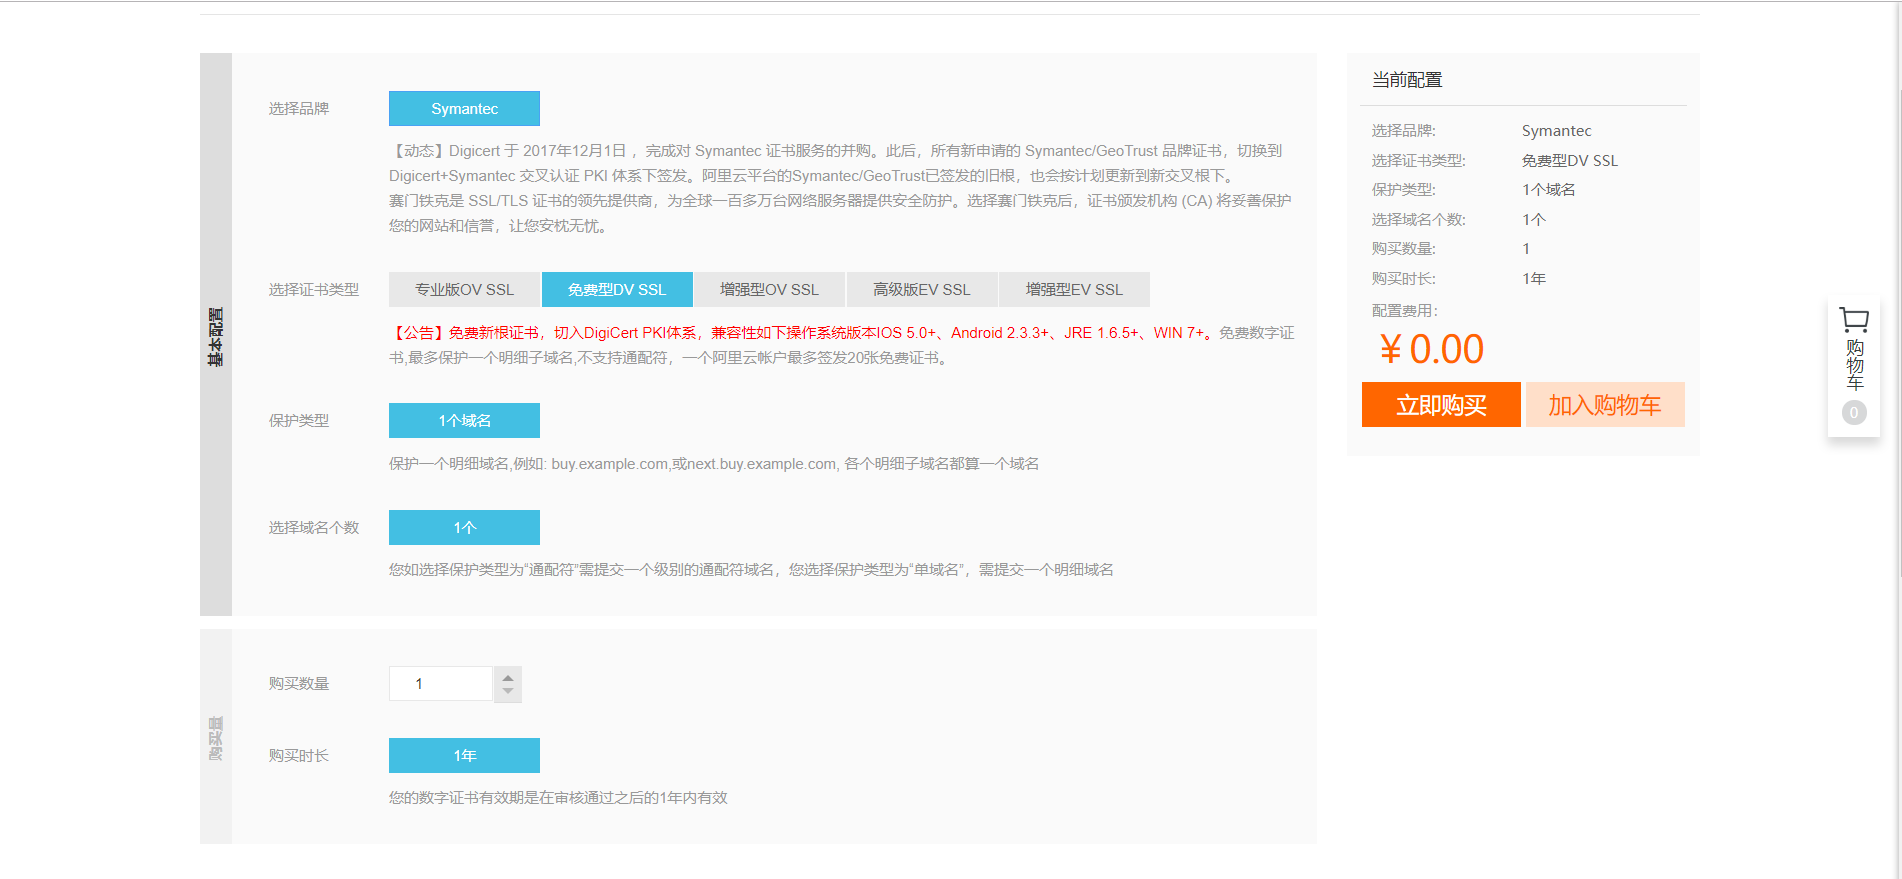 基本配置
选择品牌
Symantec
【动态】Digicert 于 2017年12月1日 ，完成对 Symantec 证书服务的并购。此后，所有新申请的 Symantec/GeoTrust 品牌证书，切换到
Digicert+Symantec 交叉认证 PKI 体系下签发。阿里云平台的Symantec/GeoTrust已签发的旧根，也会按计划更新到新交叉根下。
赛门铁克是 SSL/TLS 证书的领先提供商，为全球一百多万台网络服务器提供安全防护。选择赛门铁克后，证书颁发机构 (CA) 将妥善保护
您的网站和信誉，让您安枕无忧。
选择证书类型
专业版OV SSL
免费型DV SSL
增强型OV SSL
高级版EV SSL
增强型EV SSL
【公告】免费新根证书，切入DigiCert PKI体系，兼容性如下操作系统版本IOS 5.0+、Android 2.3.3+、JRE 1.6.5+、WIN 7+。免费数字证
书,最多保护一个明细子域名,不支持通配符，一个阿里云帐户最多签发20张免费证书。
保护类型
1个域名
保护一个明细域名,例如: buy.example.com,或next.buy.example.com, 各个明细子域名都算一个域名
选择域名个数
1个
您如选择保护类型为“通配符”需提交一个级别的通配符域名，您选择保护类型为“单域名”，需提交一个明细域名
购买量
购买数量
1
购买时长
1年
您的数字证书有效期是在审核通过之后的1年内有效
当前配置
选择品牌: Symantec
选择证书类型: 免费型DV SSL
保护类型: 1个域名
选择域名个数: 1个
购买数量: 1
购买时长: 1年
配置费用:
¥ 0.00
立即购买
加入购物车
购物车
0